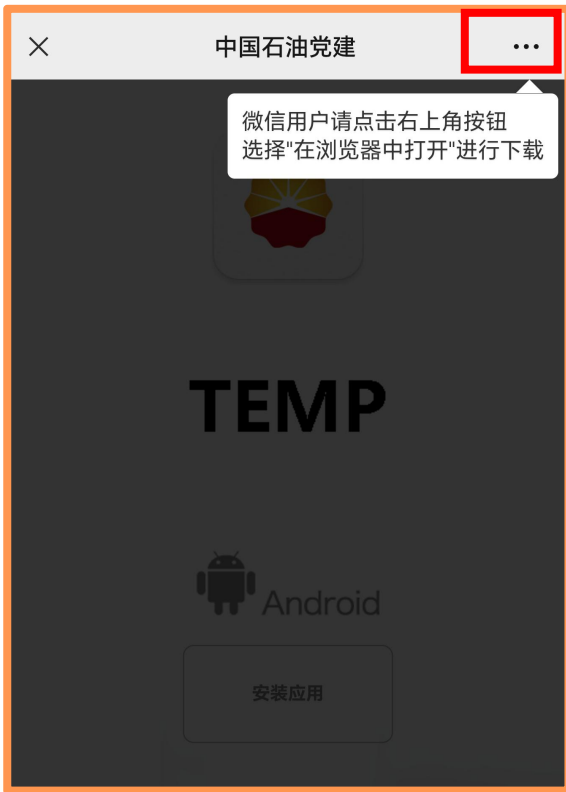 中国石油党建
微信用户请点击右上角按钮
选择"在浏览器中打开"进行下载
TEMP
Android
安装应用